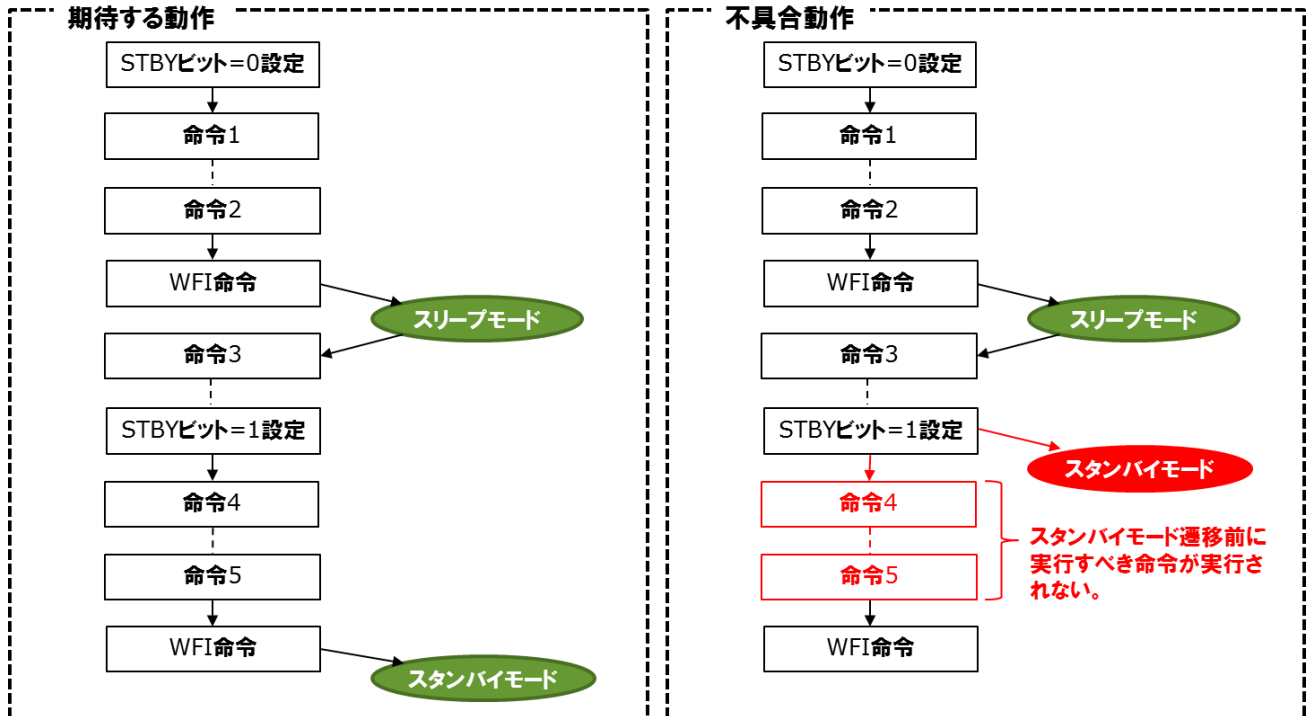 期待する動作
STBYビット=0設定
命令1
命令2
WFI命令
スリープモード
命令3
STBYビット=1設定
命令4
命令5
WFI命令
スタンバイモード
不具合動作
STBYビット=0設定
命令1
命令2
WFI命令
スリープモード
命令3
STBYビット=1設定
スタンバイモード
命令4
命令5
スタンバイモード遷移前に
実行すべき命令が実行さ
れない。
WFI命令